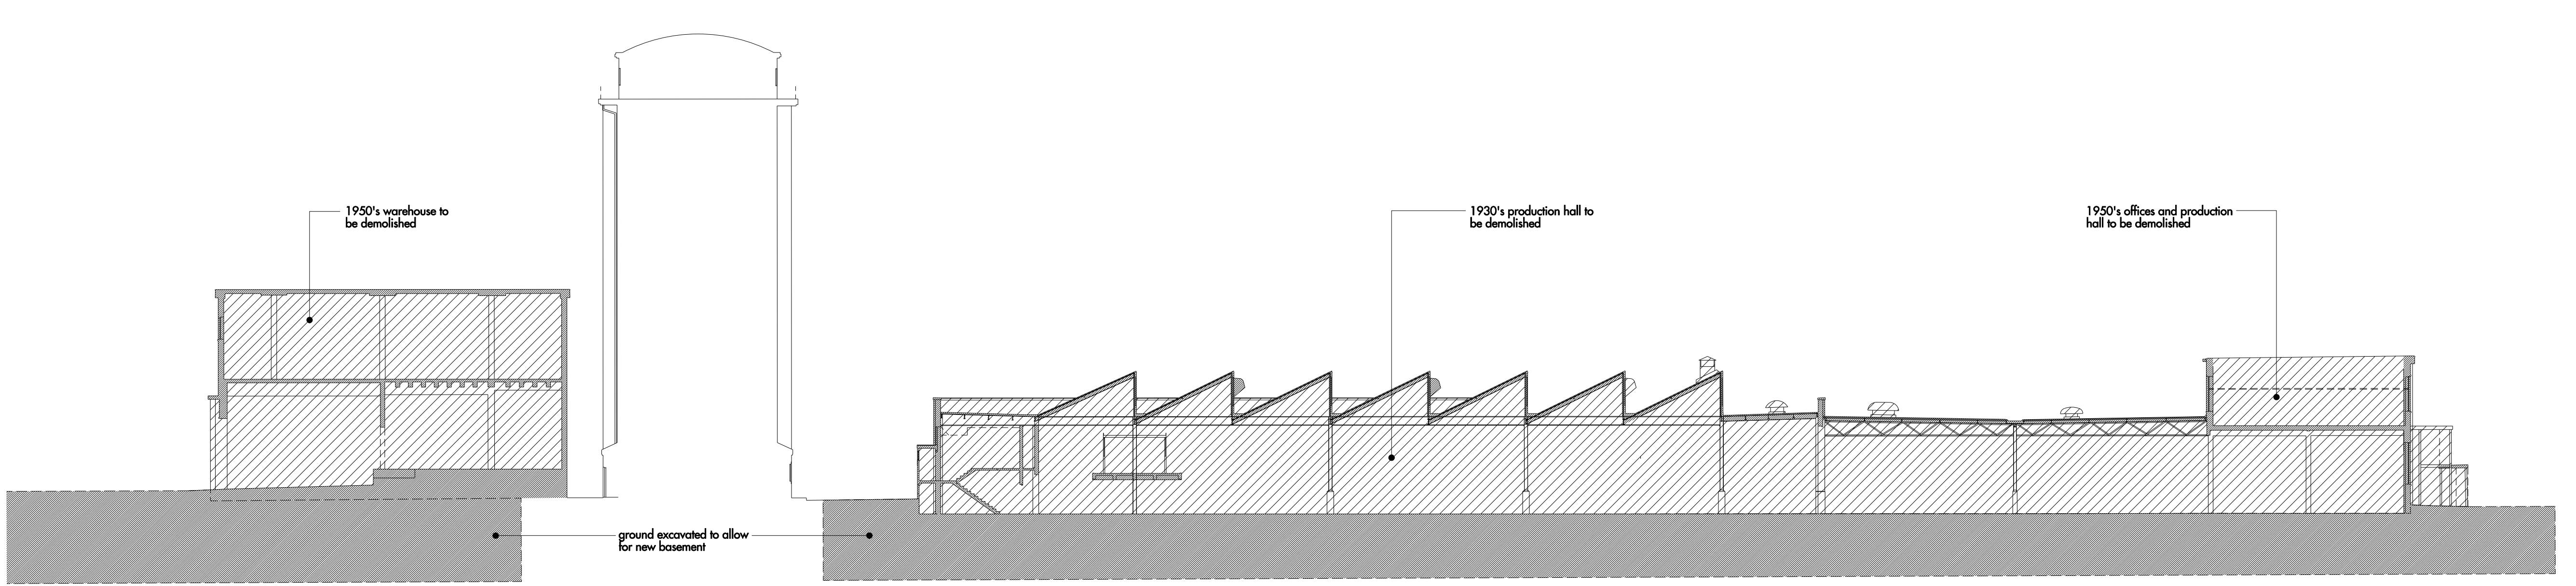 1950's warehouse to
be demolished
1930's production hall to
be demolished
1950's offices and production
hall to be demolished
ground excavated to allow
for new basement